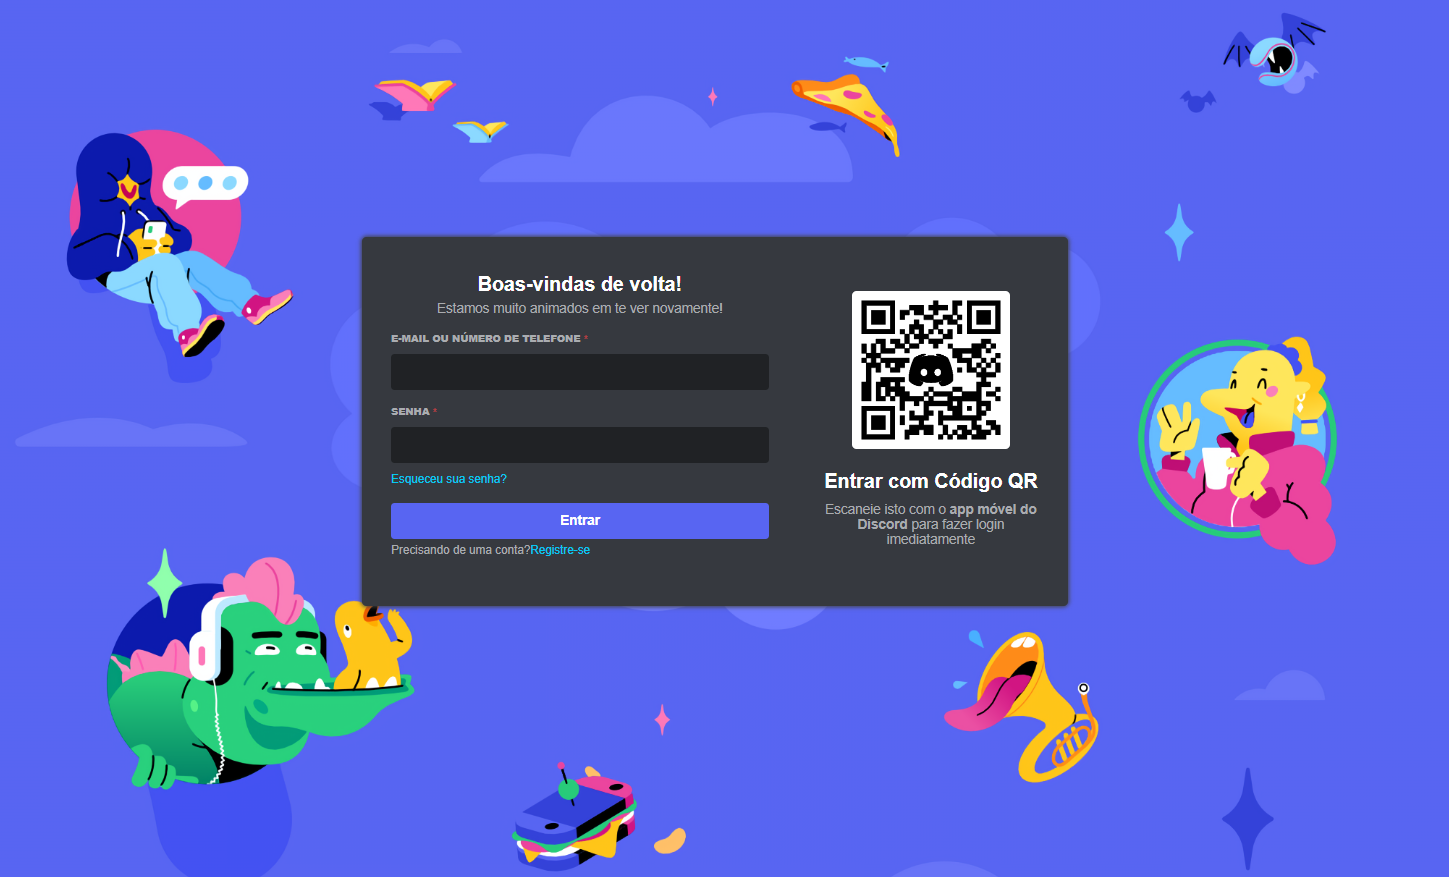 Boas-vindas de volta!
Estamos muito animados em te ver novamente!
E-MAIL OU NÚMERO DE TELEFONE *
SENHA *
Esqueceu sua senha?
Entrar
Precisando de uma conta?Registre-se
Entrar com Código QR
Escaneie isto com o app móvel do
Discord para fazer login
imediatamente